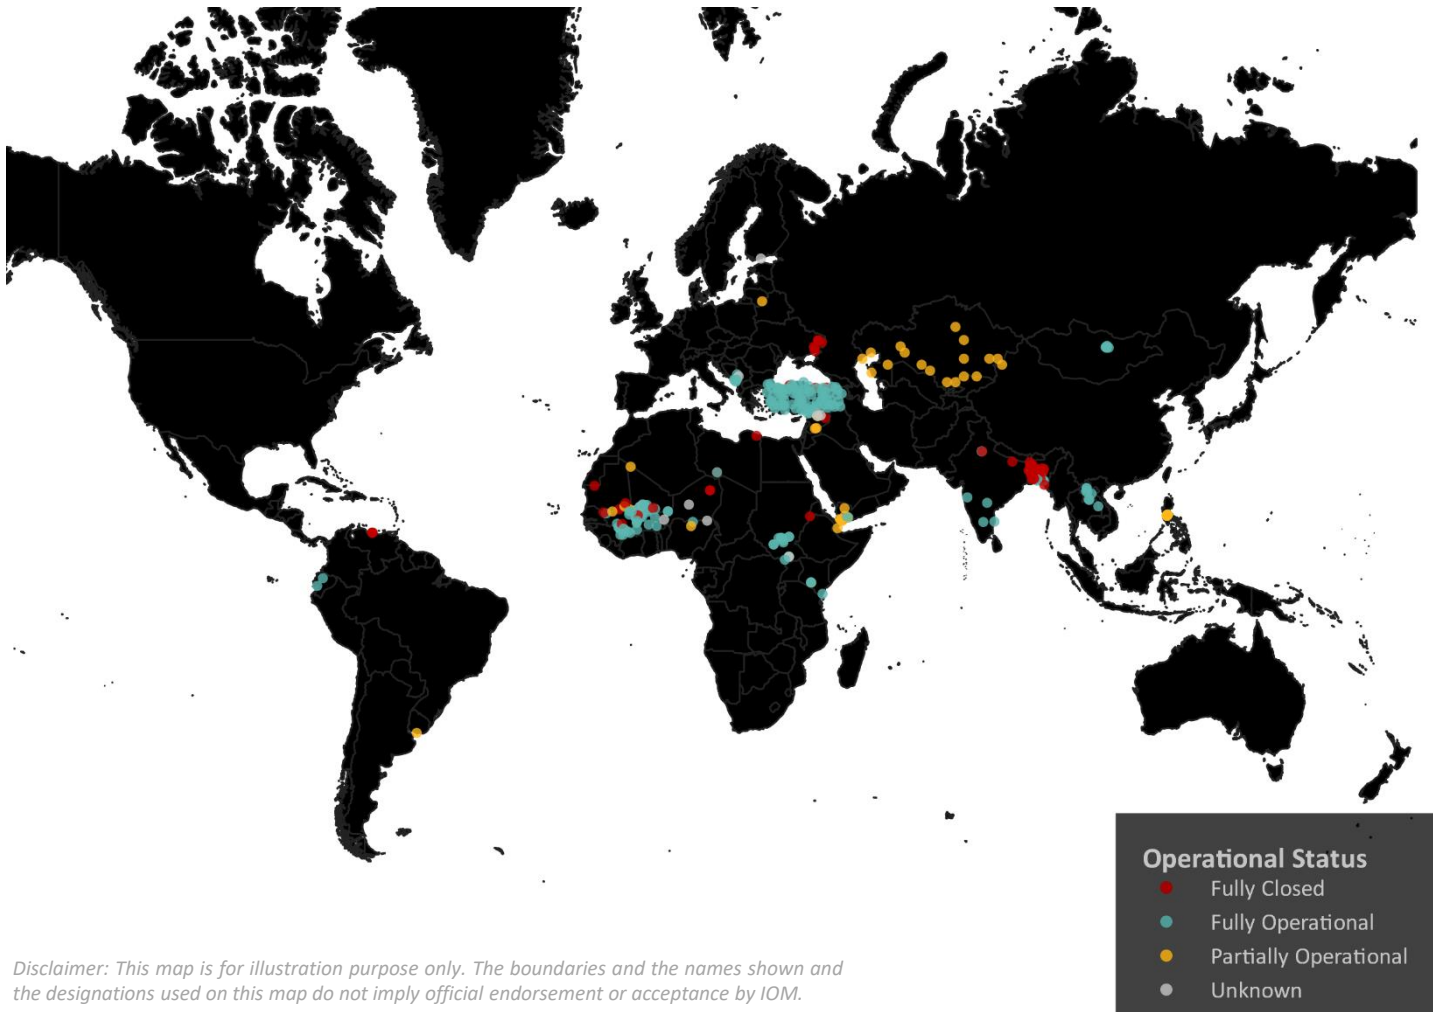 Operational Status
Fully Closed
Fully Operational
Partially Operational
Unknown
Disclaimer: This map is for illustration purpose only. The boundaries and the names shown and
the designations used on this map do not imply official endorsement or acceptance by IOM.